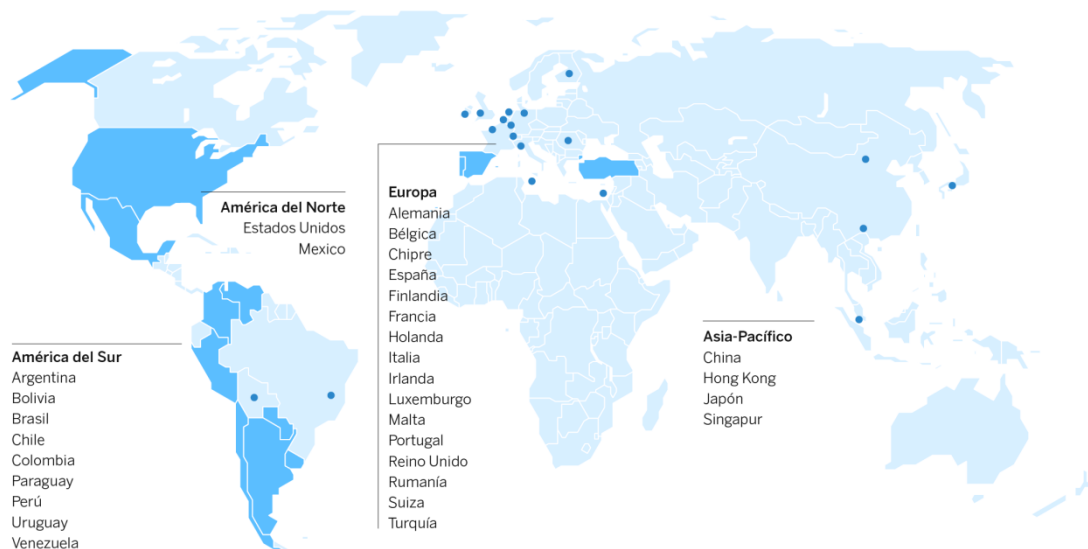 América del Norte
Estados Unidos
Mexico
Europa
Alemania
Bélgica
Chipre
España
Finlandia
Francia
Holanda
Italia
Irlanda
Luxemburgo
Malta
Portugal
Reino Unido
Rumanía
Suiza
Turquía
Asia-Pacífico
China
Hong Kong
Japón
Singapur
América del Sur
Argentina
Bolivia
Brasil
Chile
Colombia
Paraguay
Perú
Uruguay
Venezuela